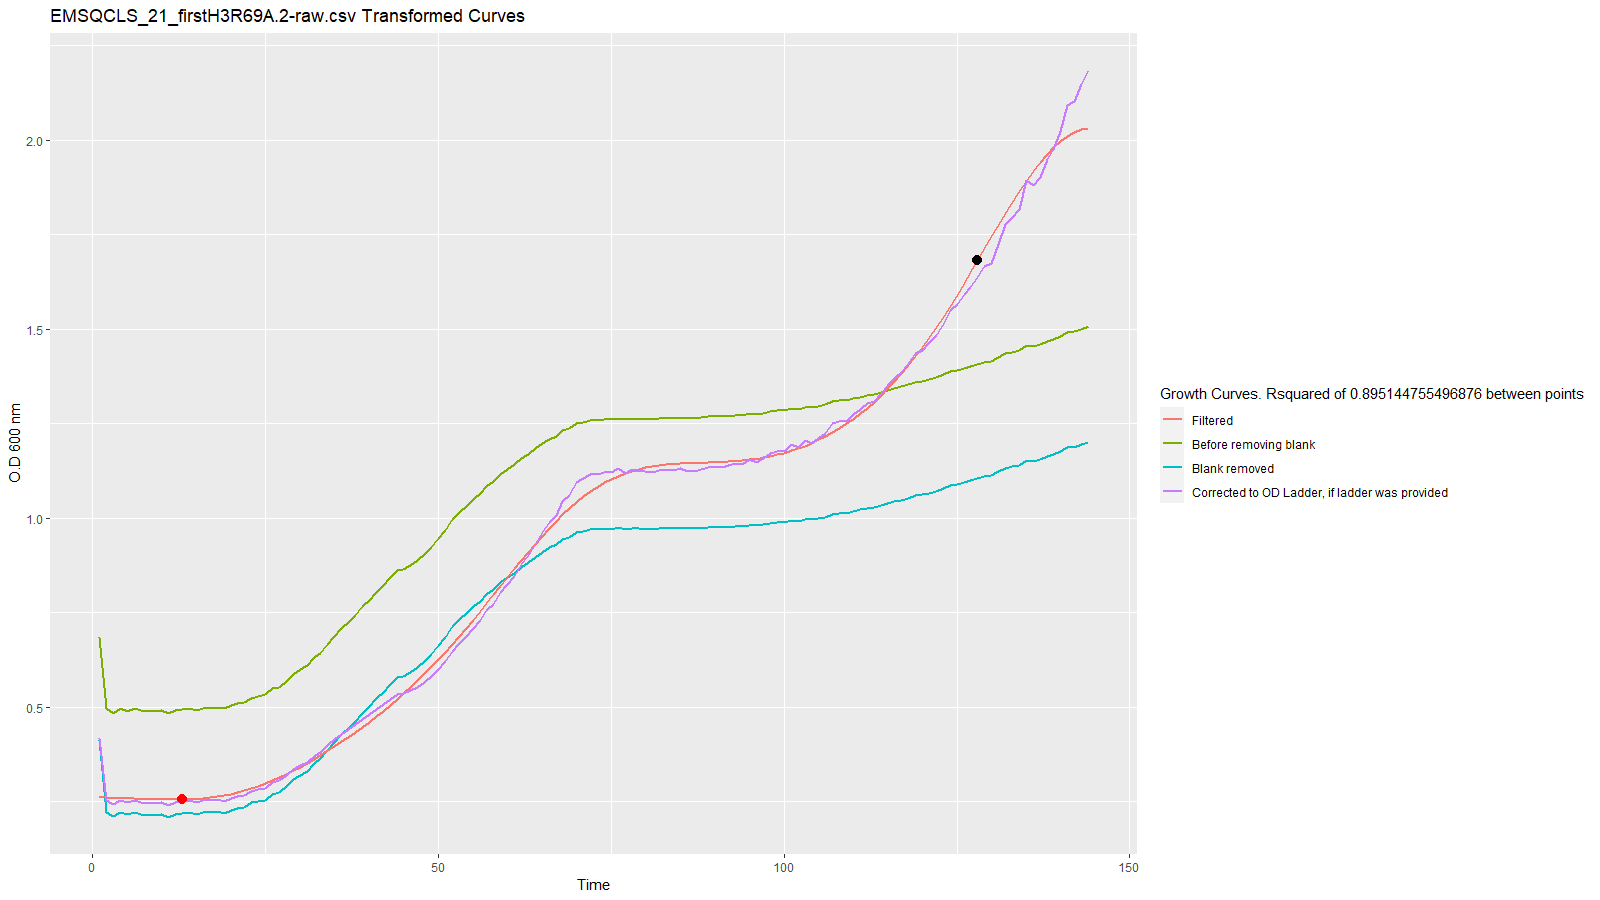 EMSQCLS_21_firstH3R69A.2-raw.csv Transformed Curves
O.D 600 nm
2.0
1.5
1.0
0.5
0
50
100
150
Time
Growth Curves. Rsquared of 0.895144755496876 between points
Filtered
Before removing blank
Blank removed
Corrected to OD Ladder, if ladder was provided